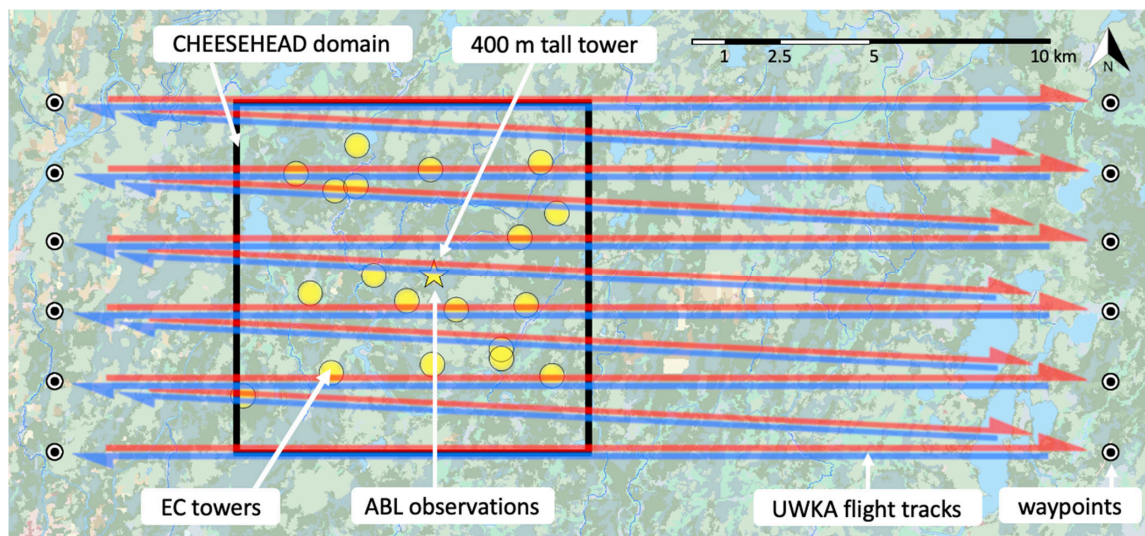 CHEESEHEAD domain
400 m tall tower
1 2.5 5 10 km
N
EC towers
ABL observations
UWKA flight tracks
waypoints